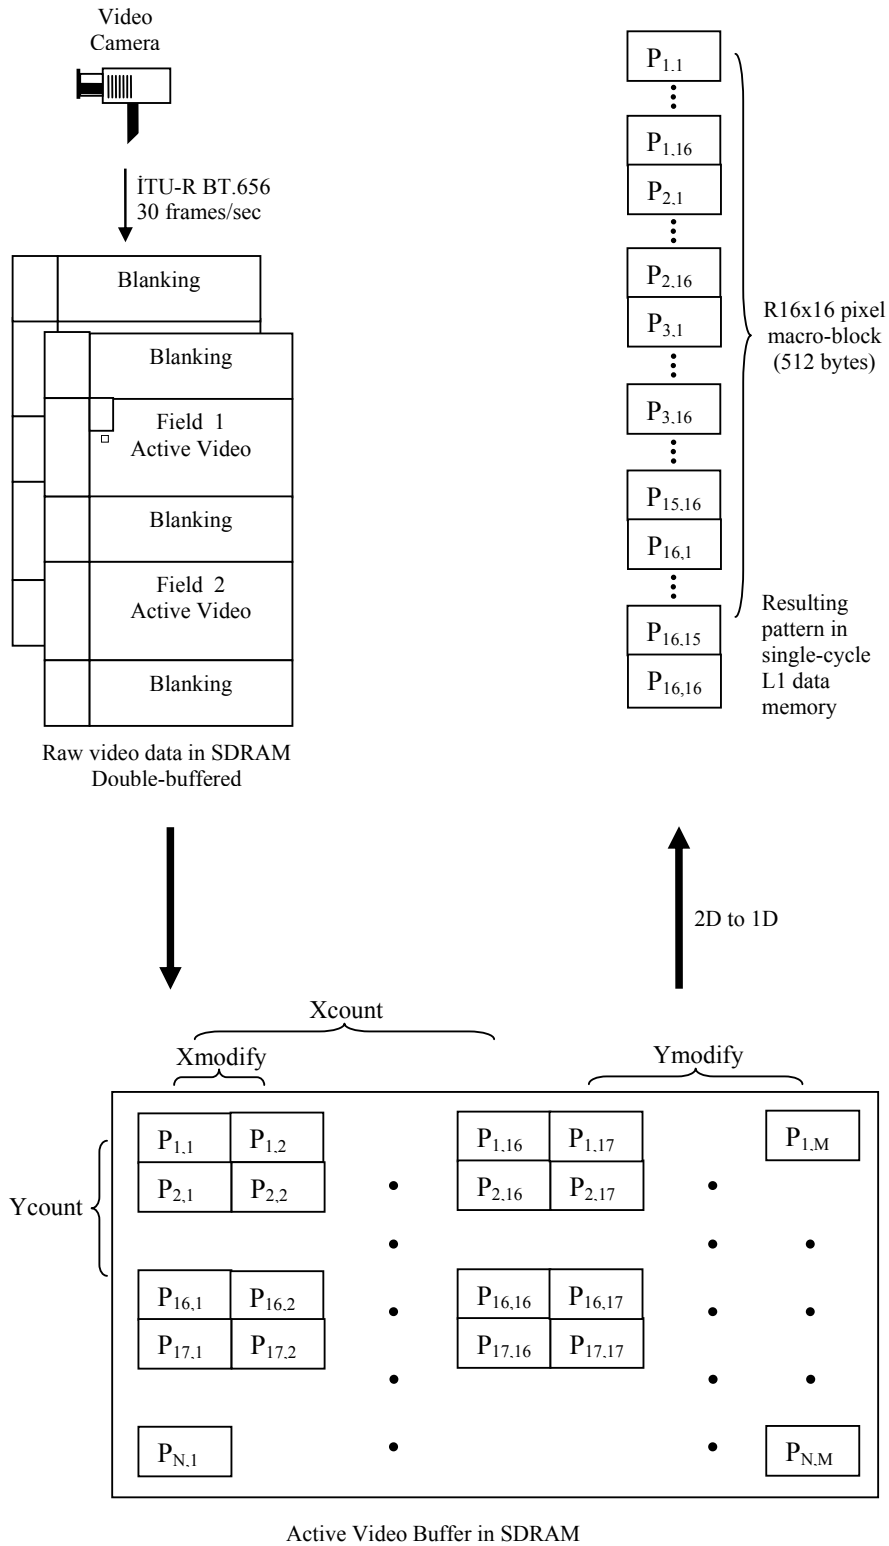 Video
Camera
İTU-R BT.656
30 frames/sec
Blanking
Blanking
Field 1
Active Video
Blanking
Field 2
Active Video
Blanking
Raw video data in SDRAM
Double-buffered
P1,1
P1,16
P2,1
P2,16
P3,1
P3,16
P15,16
P16,1
P16,15
P16,16
R16x16 pixel
macro-block
(512 bytes)
Resulting
pattern in
single-cycle
L1 data
memory
2D to 1D
Xcount
Xmodify
Ymodify
Ycount
P1,1 P1,2 P1,16 P1,17 P1,M
P2,1 P2,2 P2,16 P2,17
P16,1 P16,2 P16,16 P16,17
P17,1 P17,2 P17,16 P17,17
PN,1 PN,M
Active Video Buffer in SDRAM